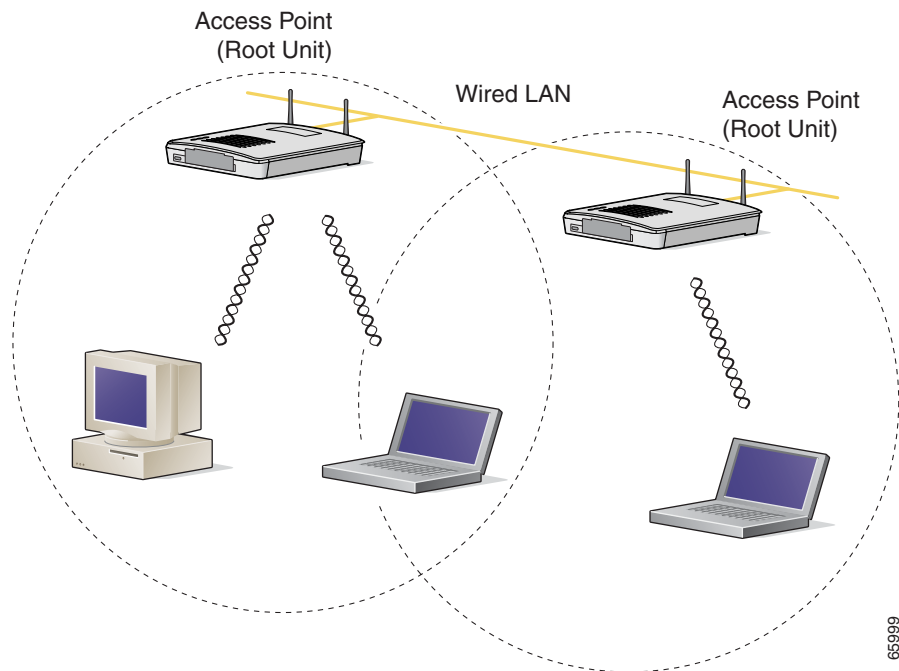 Access Point
(Root Unit)
Wired LAN
Access Point
(Root Unit)
65999